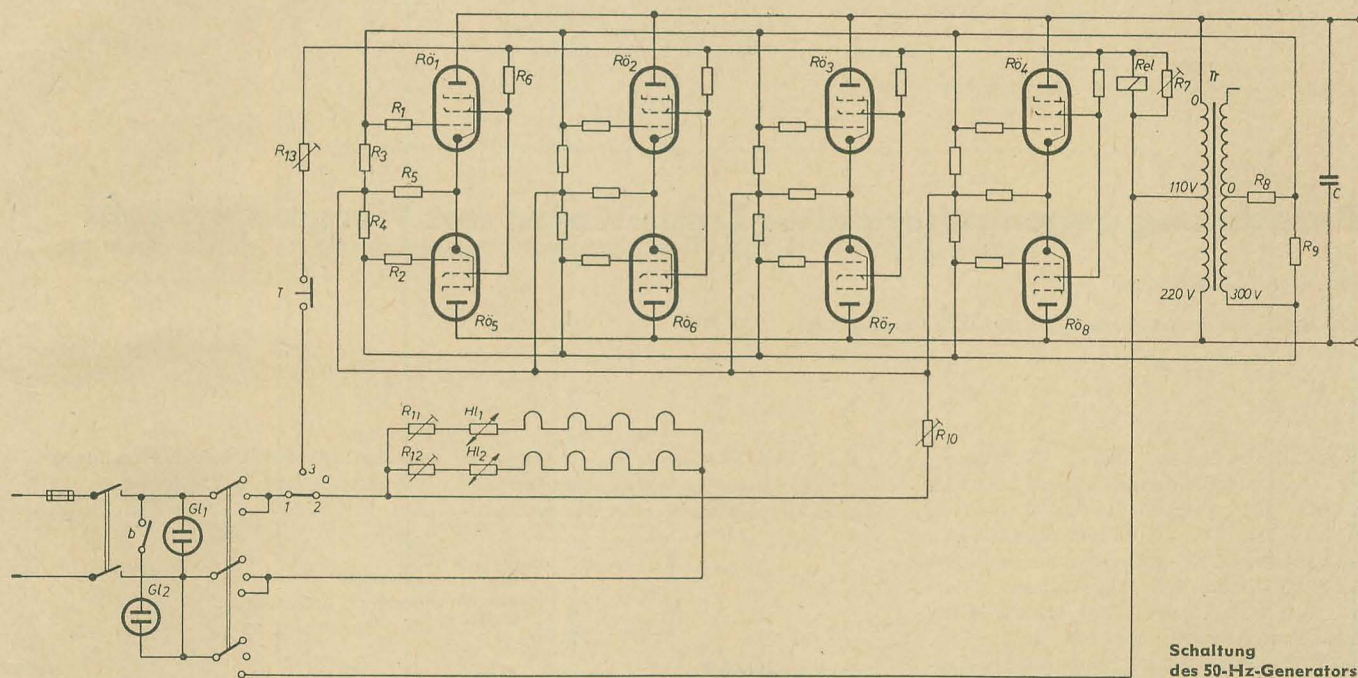 Rö1
Rö2
Rö3
Rö4
R6
Rel
R7
Tr
0
R1
R13
R3
R5
110V
0
R8
C
R4
R9
R2
T
220V
300V
Rö5
Rö6
Rö7
Rö8
R11
Hl1
R12
Hl2
R10
3
a
1
2
Gl1
b
Gl2
Schaltung
des 50-Hz-Generators